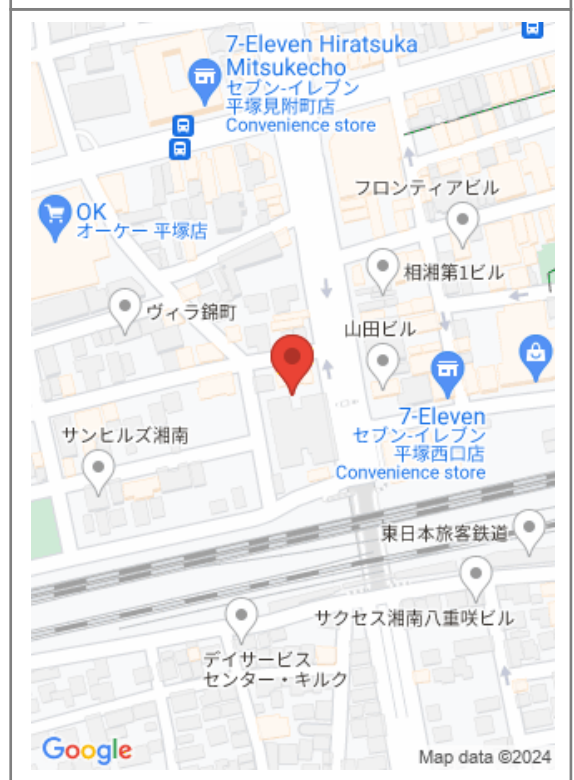 7-Eleven Hiratsuka
Mitsukecho
セブン-イレブン
平塚見附町店
Convenience store
フロンティアビル
OK
オーケー 平塚店
相湘第1ビル
ヴィラ錦町
山田ビル
7-Eleven
セブン-イレブン
平塚西口店
Convenience store
サンヒルズ湘南
東日本旅客鉄道
サクセス湘南八重咲ビル
デイサービス
センター・キルク
Google
Map data ©2024